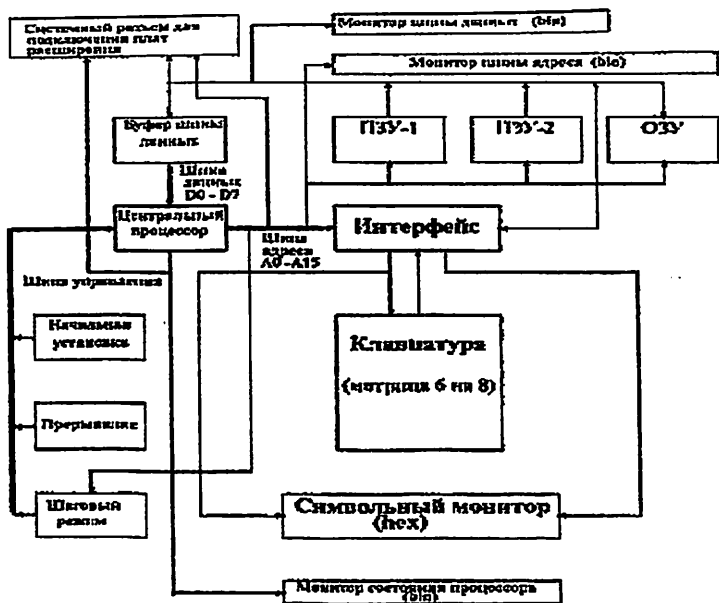 Системный разъем для
подключения плат
расширения
Монитор шины данных (bin)
Монитор шины адреса (bin)
Буфер шины
данных
ПЗУ-1
ПЗУ-2
ОЗУ
Шина
данных
D0 - D7
Центральный
процессор
Шина
адреса
A0-A15
Интерфейс
Шина управления
Начальная
установка
Клавиатура
(матрица 6 на 8)
Прерывание
Шаговый
режим
Символьный монитор
(hex)
Монитор состояния процессора
(bin)